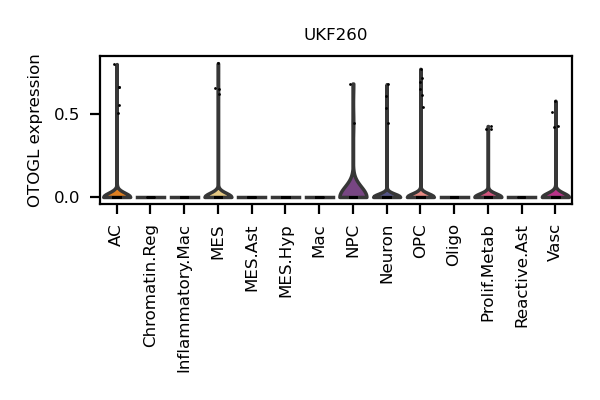 UKF260
OTOGL expression
0.5
0.0
AC
Chromatin.Reg
Inflammatory.Mac
MES
MES.Ast
MES.Hyp
Mac
NPC
Neuron
OPC
Oligo
Prolif.Metab
Reactive.Ast
Vasc